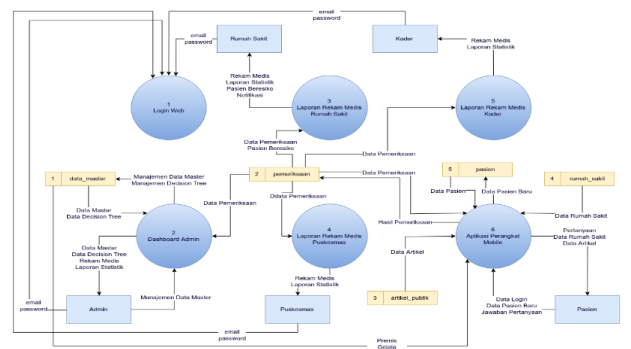 email
password
email
password
Rumah Sakit
Kader
Rekam Medis
Laporan Statistik
Rekam Medis
Laporan Statistik
Pasien Beresiko
Notifikasi
1
Login Web
3
Laporan Rekam Medis
Rumah Sakit
5
Laporan Rekam Medis
Kader
Data Pemeriksaan
Pasien Beresiko
Data Pemeriksaan
1 data_master
Manajemen Data Master
Manajemen Decision Tree
2 pemeriksaan
Data Pemeriksaan
5 pasien
4 rumah_sakit
Data Pasien
Data Pasien Baru
Data Pemeriksaan
Ddata Pemeriksaan
Data Master
Data Decision Tree
2
Dashboard Admin
4
Laporan Rekam Medis
Puskesmas
Hasil Pemeriksaan
6
Aplikasi Perangkat
Mobile
Data Rumah Sakit
Pertanyaan
Data Rumah Sakit
Data Artikel
Data Master
Data Decision Tree
Rekam Medis
Laporan Statistik
Data Artikel
Rekam Medis
Laporan Statistik
Manajemen Data Master
3 artikel_publik
Data Login
Data Pasien Baru
Jawaban Pertanyaan
email
password
Admin
Puskesmas
Pasien
email
password
Premis
Gejala